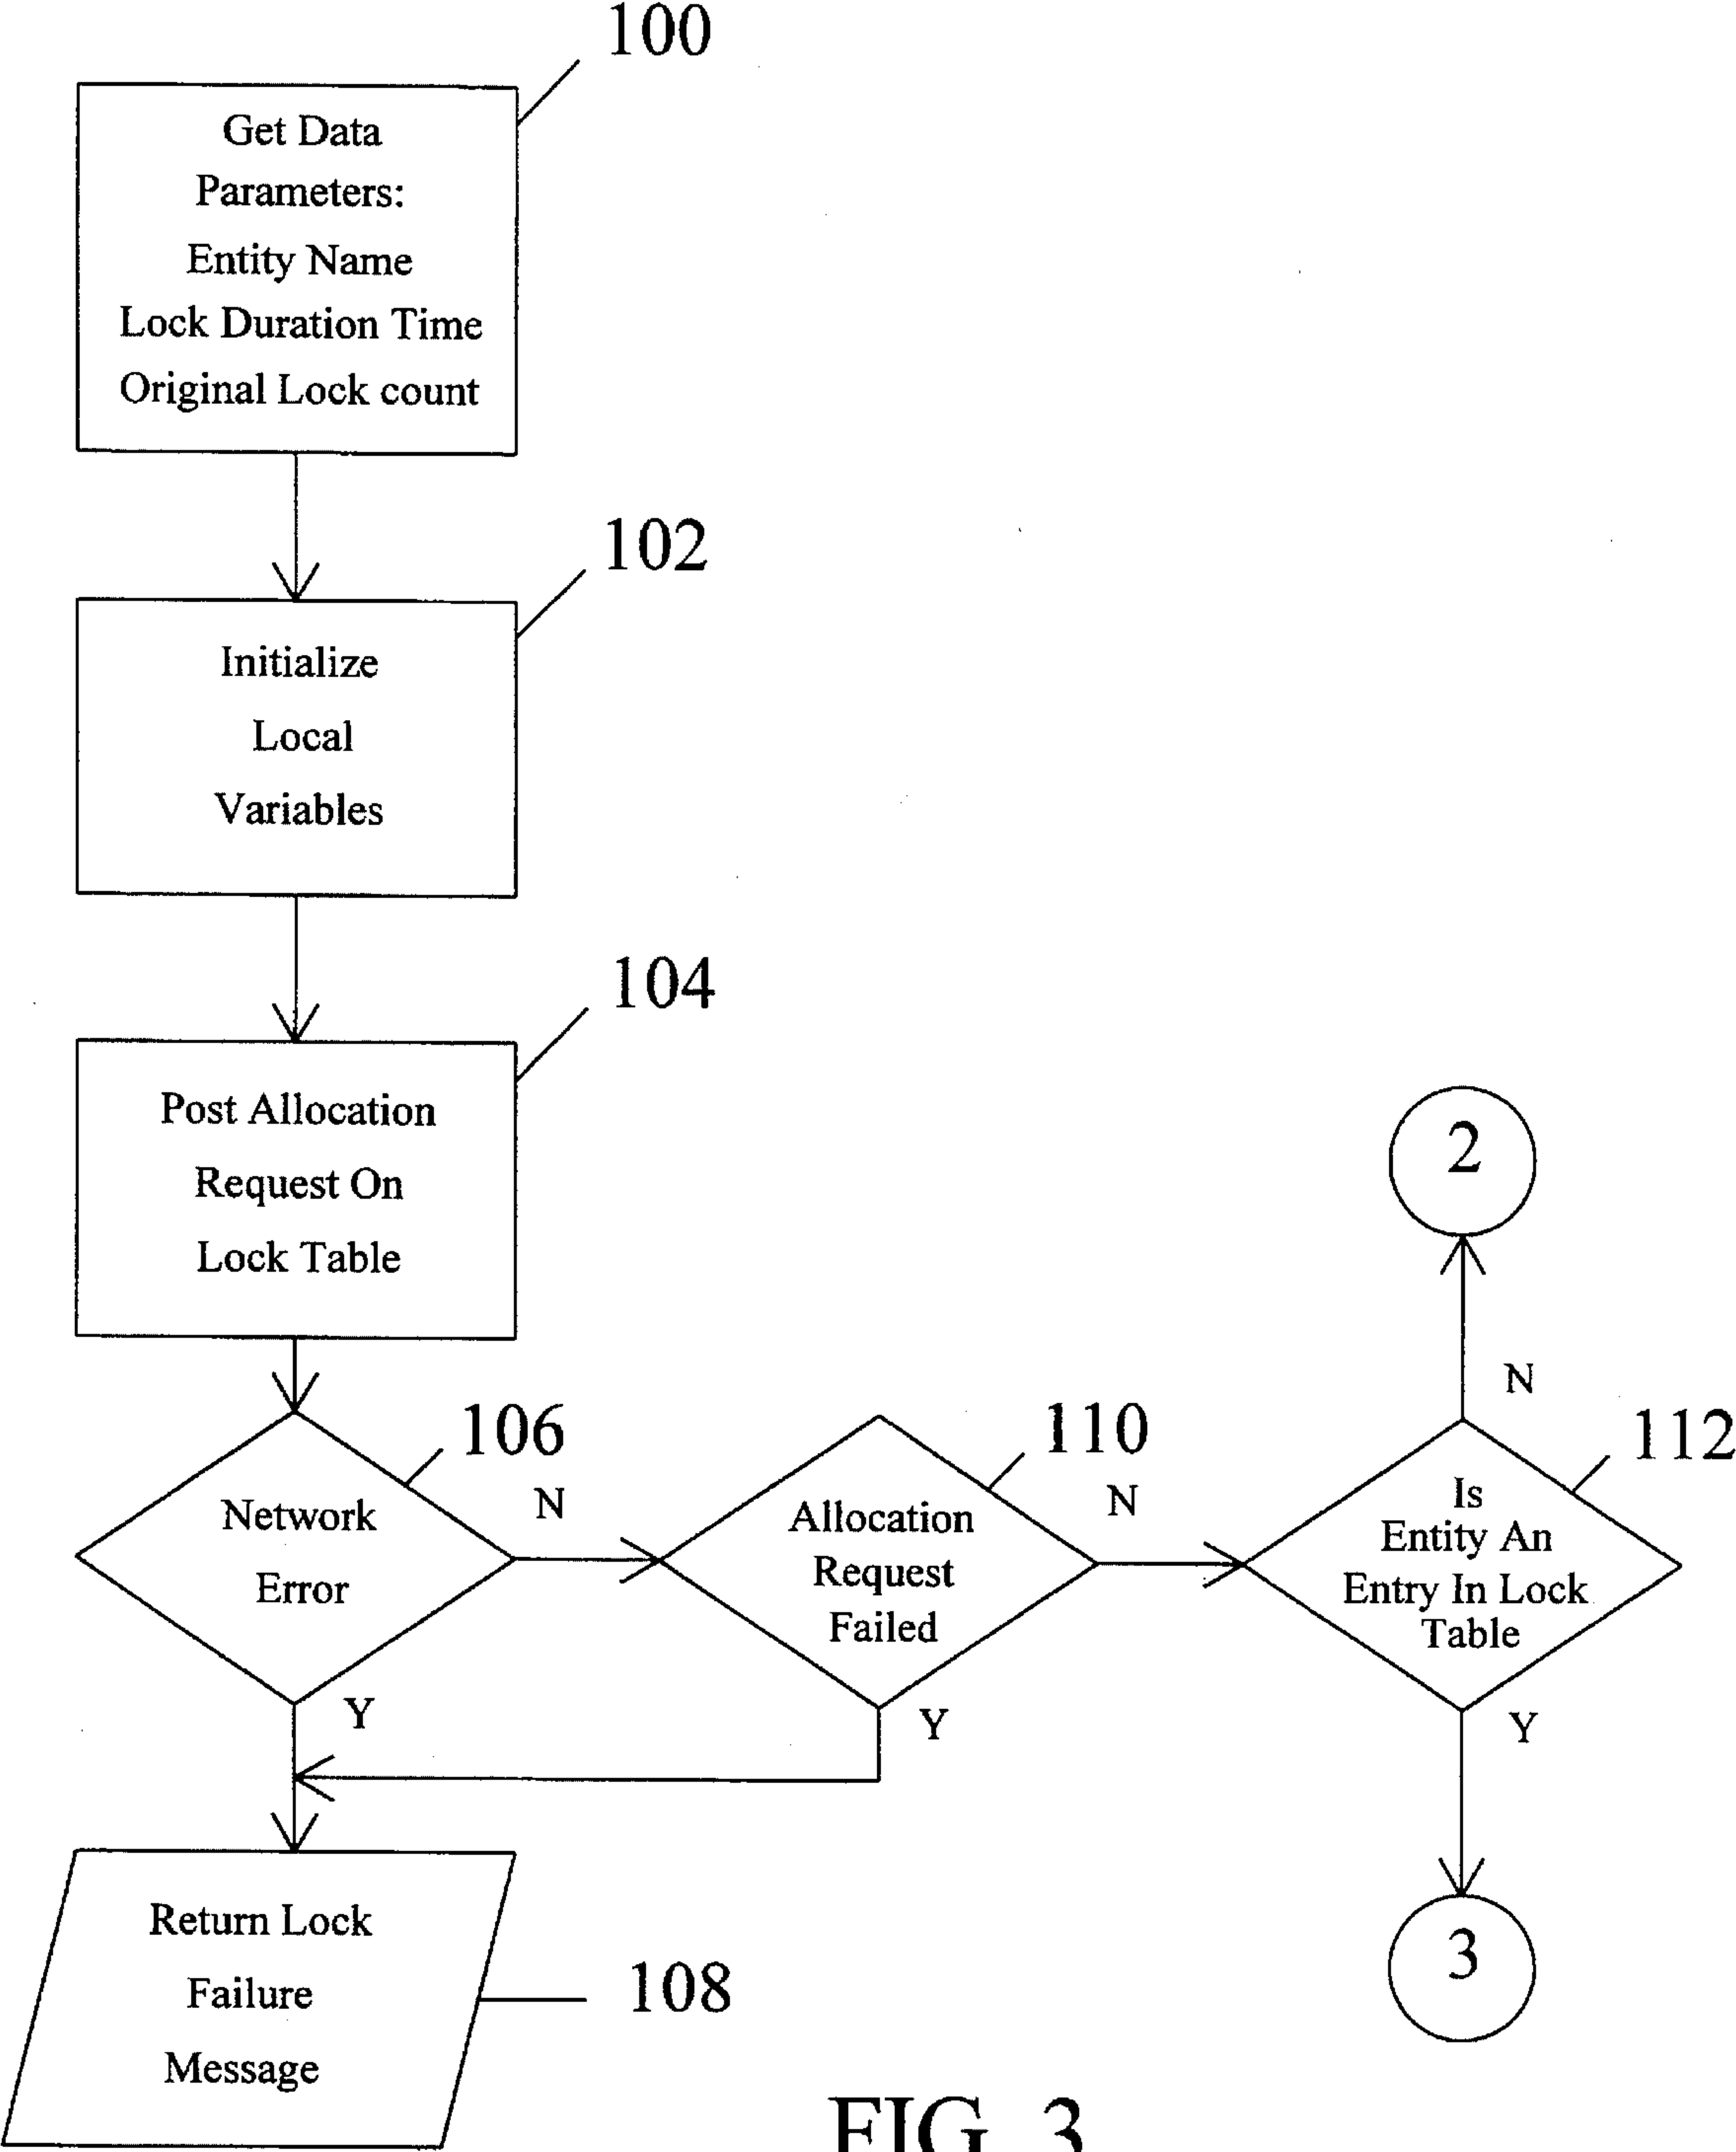 100
Get Data
Parameters:
Entity Name
Lock Duration Time
Original Lock count
102
Initialize
Local
Variables
104
Post Allocation
Request On
Lock Table
2
N
106
Network
Error
N
Y
110
Allocation
Request
Failed
N
Y
112
Is
Entity An
Entry In Lock
Table
Y
3
Return Lock
Failure
Message
108
FIG. 3